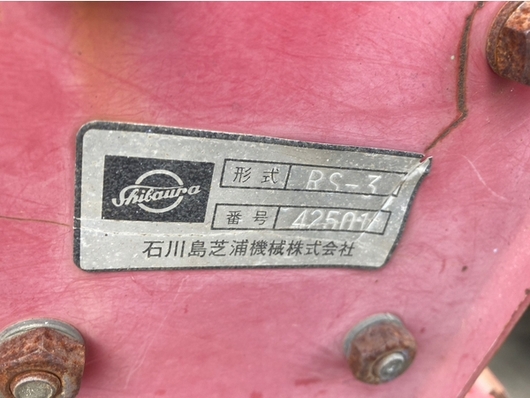 Shibaura
形式 RS-3
番号 42501
石川島芝浦機械株式会社